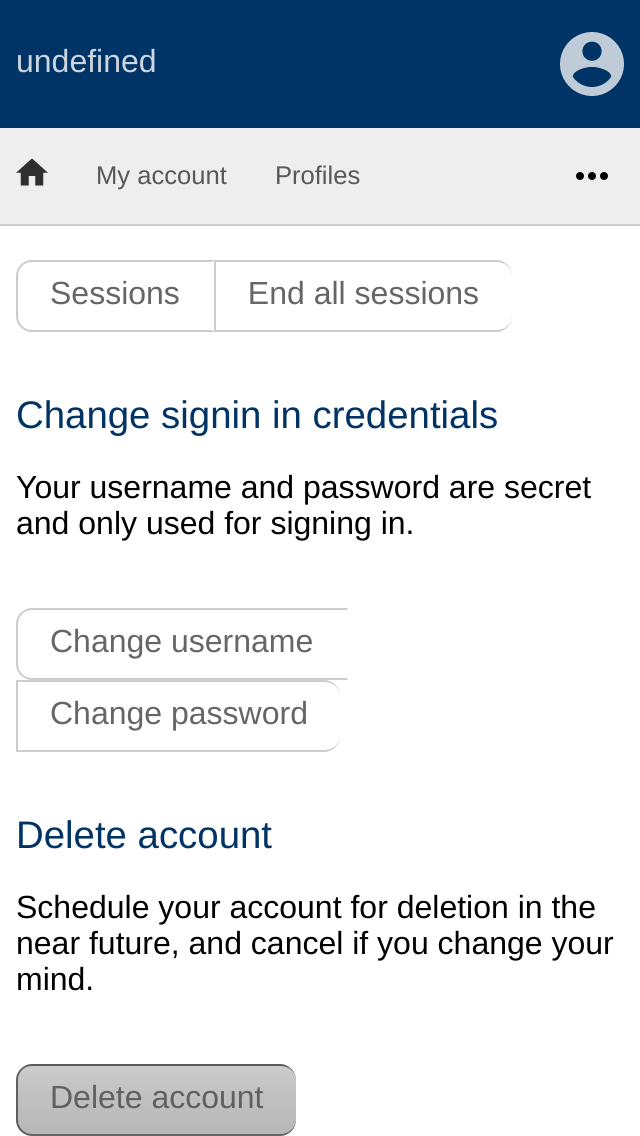 undefined
My account Profiles
Sessions End all sessions
Change signin in credentials
Your username and password are secret
and only used for signing in.
Change username
Change password
Delete account
Schedule your account for deletion in the
near future, and cancel if you change your
mind.
Delete account